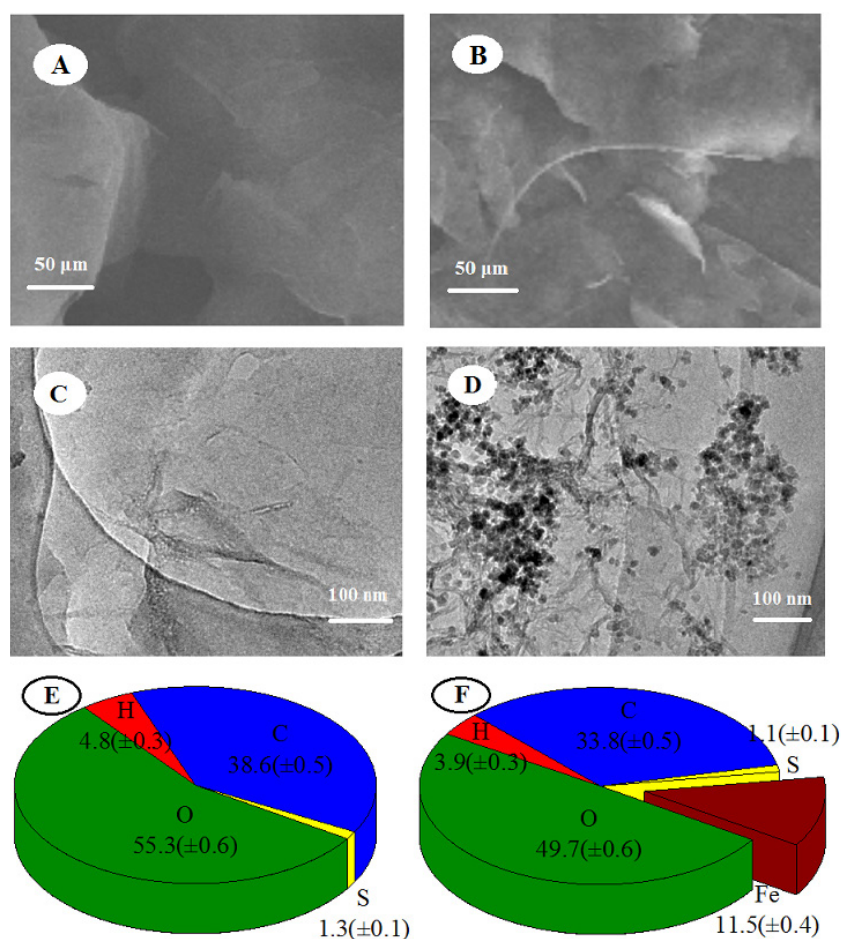 A
50 µm
B
50 µm
C
100 nm
D
100 nm
E
H
4.8(±0.3)
C
38.6(±0.5)
O
55.3(±0.6)
S
1.3(±0.1)
F
H
3.9(±0.3)
C
33.8(±0.5)
1.1(±0.1)
S
O
49.7(±0.6)
Fe
11.5(±0.4)